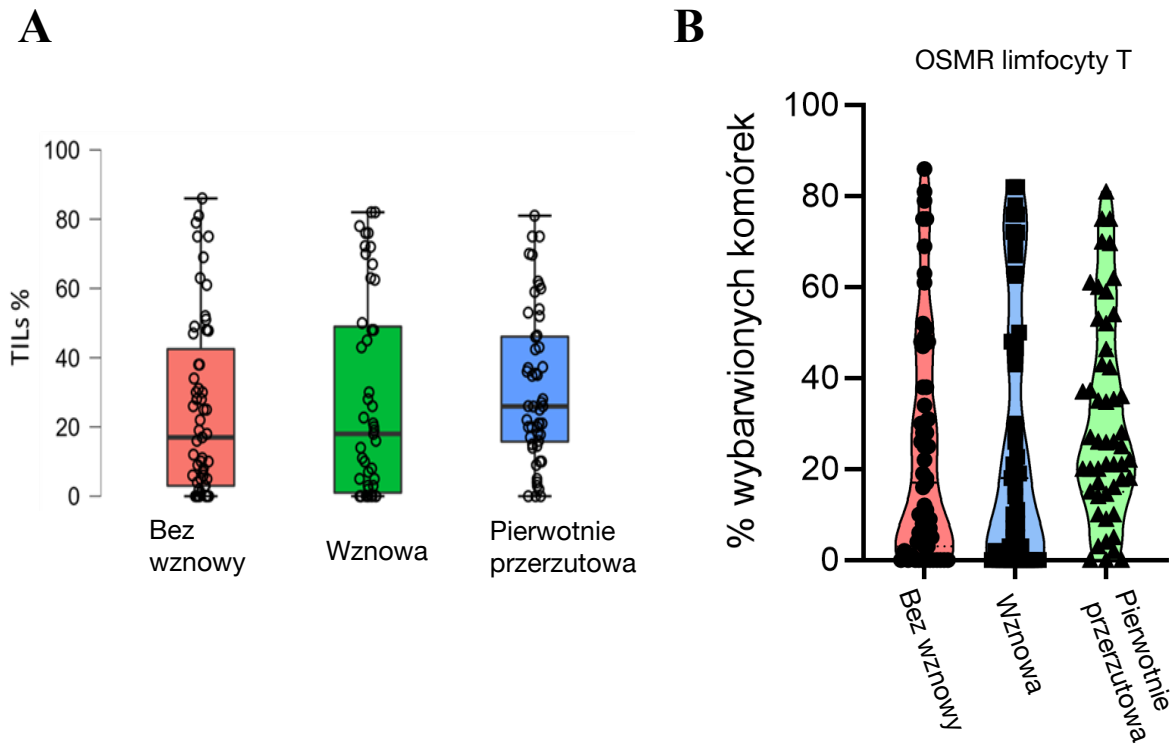 A
TILs %
100
80
60
40
20
0
Bez
wznowy
Wznowa
Pierwotnie
przerzutowa
B
OSMR limfocyty T
% wybarwionych komórek
100
80
60
40
20
0
Bez wznowy
Wznowa
Pierwotnie
przerzutowa